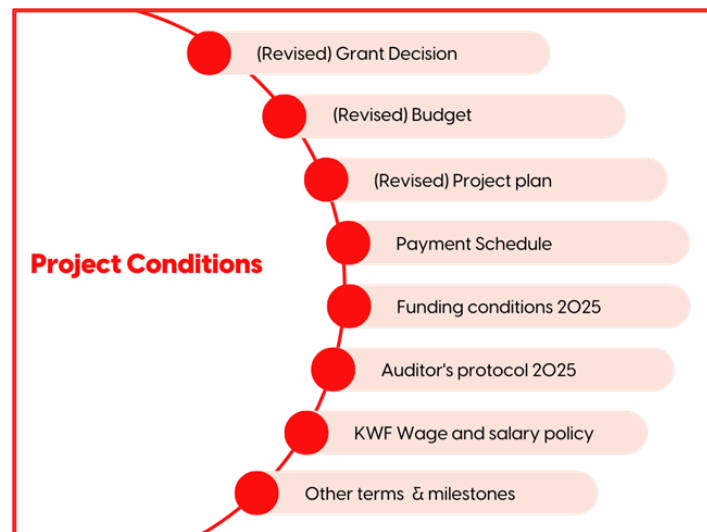 (Revised) Grant Decision
(Revised) Budget
(Revised) Project plan
Payment Schedule
Project Conditions
Funding conditions 2025
Auditor's protocol 2025
KWF Wage and salary policy
Other terms & milestones